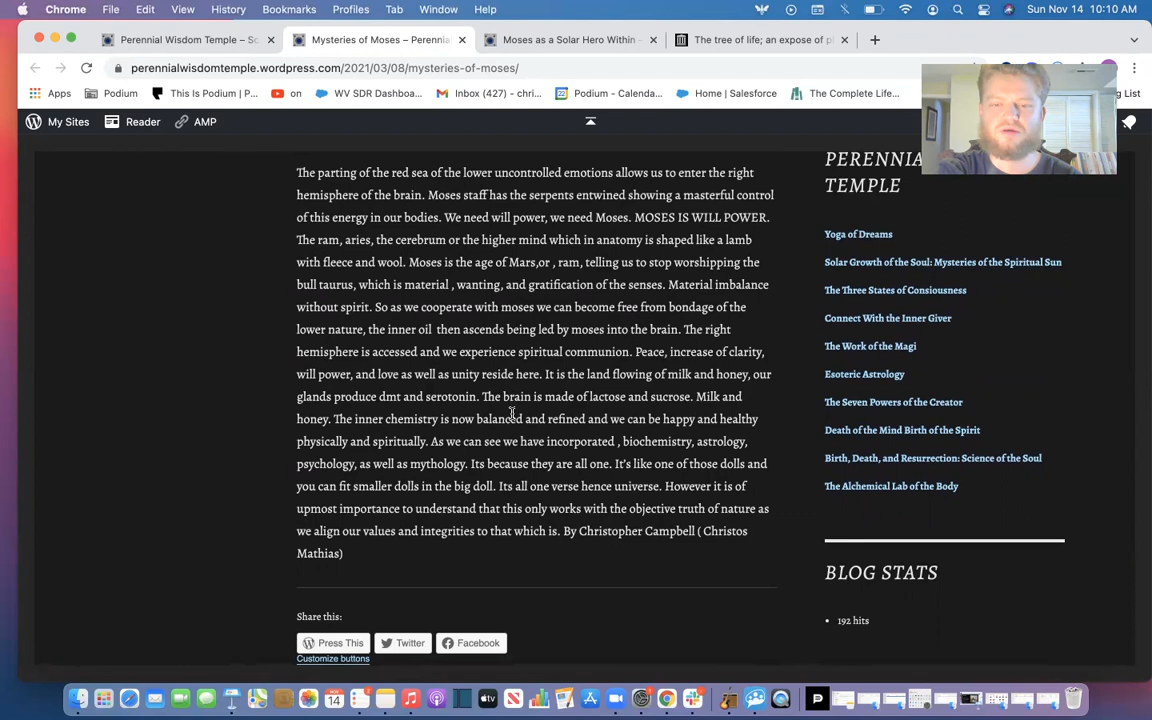 Chrome File Edit View History Bookmarks Profiles Tab Window Help Sun Nov 14 10:10 AM
Perennial Wisdom Temple – Sc Mysteries of Moses – Perennia Moses as a Solar Hero Within – The tree of life; an expose of p
perennialwisdomtemple.wordpress.com/2021/03/08/mysteries-of-moses/
Apps Podium This Is Podium | P... on WV SDR Dashboa... Inbox (427) – chri... Podium - Calenda... Home | Salesforce The Complete Life...
My Sites Reader AMP
The parting of the red sea of the lower uncontrolled emotions allows us to enter the right
hemisphere of the brain. Moses staff has the serpents entwined showing a masterful control
of this energy in our bodies. We need will power, we need Moses. MOSES IS WILL POWER.
The ram, aries, the cerebrum or the higher mind which in anatomy is shaped like a lamb
with fleece and wool. Moses is the age of Mars,or , ram, telling us to stop worshipping the
bull taurus, which is material , wanting, and gratification of the senses. Material imbalance
without spirit. So as we cooperate with moses we can become free from bondage of the
lower nature, the inner oil then ascends being led by moses into the brain. The right
hemisphere is accessed and we experience spiritual communion. Peace, increase of clarity,
will power, and love as well as unity reside here. It is the land flowing of milk and honey, our
glands produce dmt and serotonin. The brain is made of lactose and sucrose. Milk and
honey. The inner chemistry is now balanced and refined and we can be happy and healthy
physically and spiritually. As we can see we have incorporated , biochemistry, astrology,
psychology, as well as mythology. Its because they are all one. It's like one of those dolls and
you can fit smaller dolls in the big doll. Its all one verse hence universe. However it is of
upmost importance to understand that this only works with the objective truth of nature as
we align our values and integrities to that which is. By Christopher Campbell ( Christos
Mathias)
Share this:
Press This Twitter Facebook
Customize buttons
PERENNIA
TEMPLE
Yoga of Dreams
Solar Growth of the Soul: Mysteries of the Spiritual Sun
The Three States of Consiousness
Connect With the Inner Giver
The Work of the Magi
Esoteric Astrology
The Seven Powers of the Creator
Death of the Mind Birth of the Spirit
Birth, Death, and Resurrection: Science of the Soul
The Alchemical Lab of the Body
BLOG STATS
192 hits